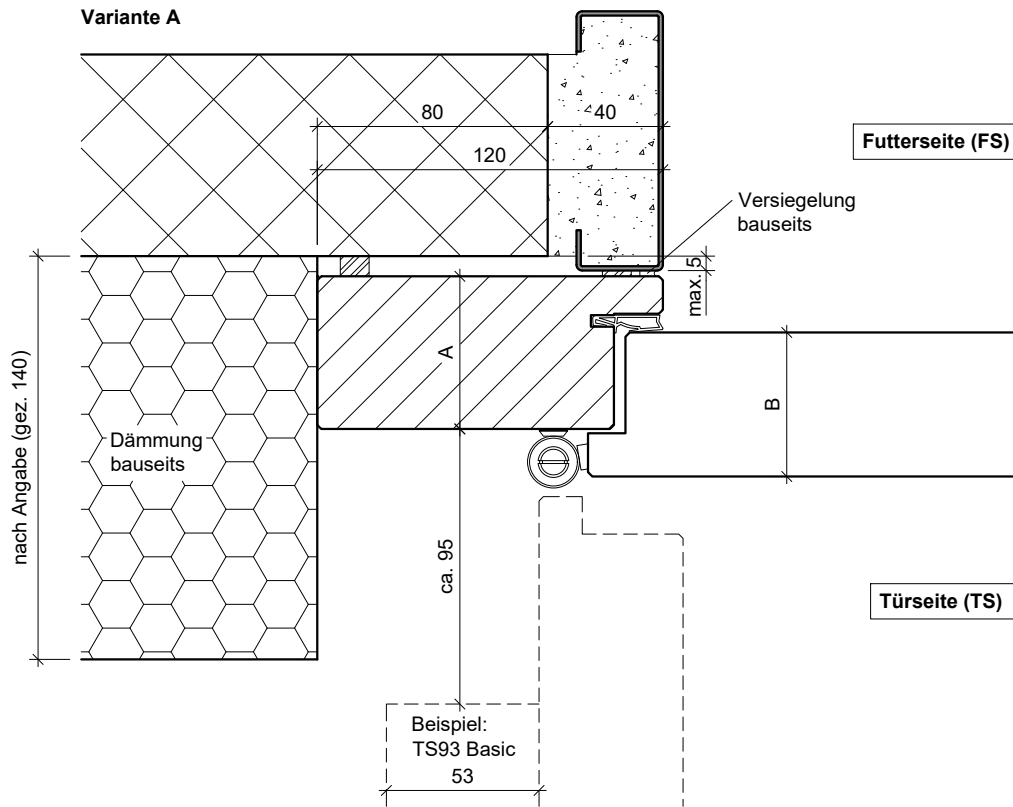 Variante A
80
40
120
Futterseite (FS)
Versiegelung
bauseits
max. 5
nach Angabe (gez. 140)
A
B
Dämmung
bauseits
ca. 95
Türseite (TS)
Beispiel:
TS93 Basic
53